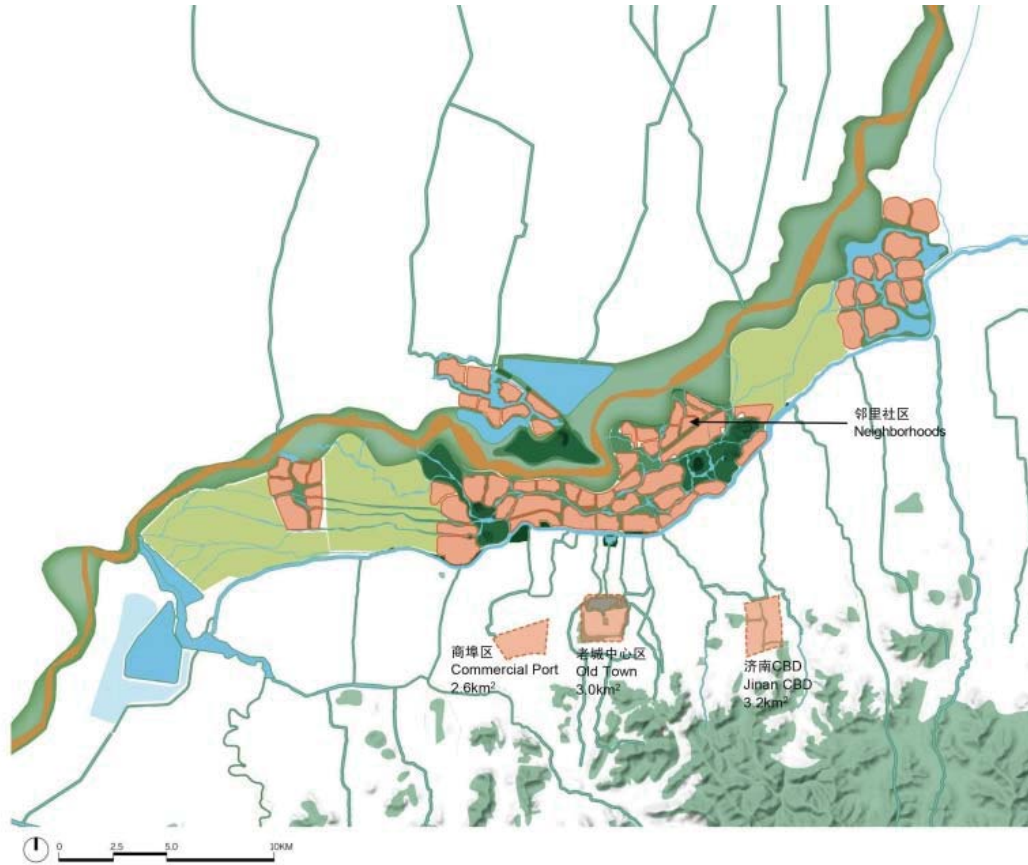 邻里社区
Neighborhoods
商埠区
Commercial Port
2.6km²
老城中心区
Old Town
3.0km²
济南CBD
Jinan CBD
3.2km²
0 2.5 5.0 10KM